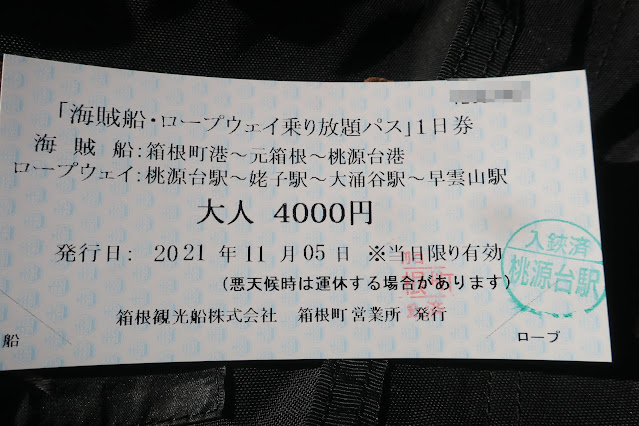 「海賊船・ロープウェイ乗り放題パス」1日券
海賊船：箱根町港～元箱根～桃源台港
ロープウェイ：桃源台駅～姥子駅～大涌谷駅～早雲山駅
大人 4000円
発行日： 2021 年 11 月 05 日 ※当日限り有効
(悪天候時は運休する場合があります)
入鋏済
桃源台駅
箱根観光船株式会社 箱根町営業所 発行
船
ロープ